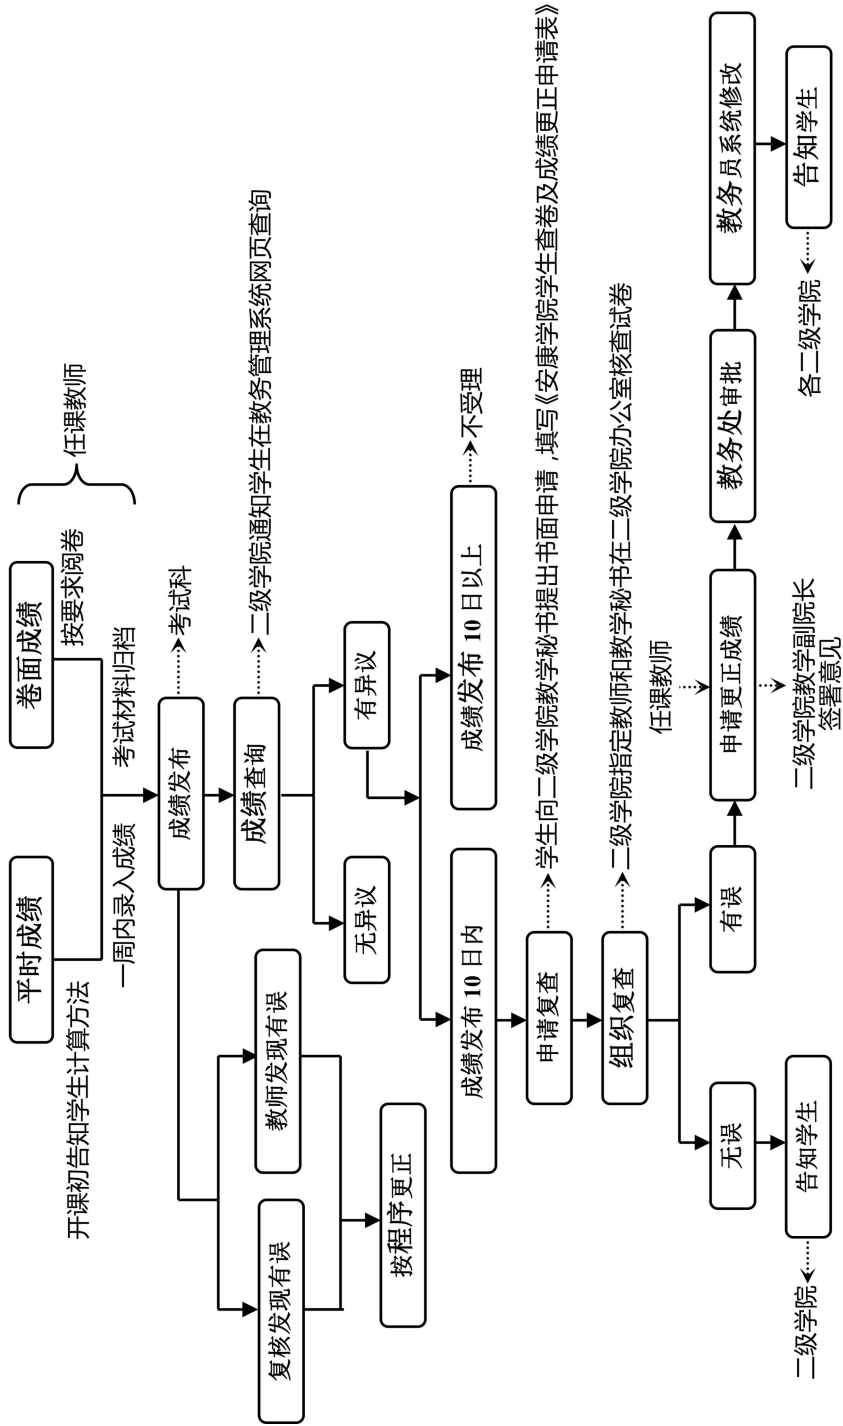 平时成绩
卷面成绩
开课初告知学生计算方法
按要求阅卷
任课教师
一周内录入成绩
考试材料归档
成绩发布
考试科
成绩查询
二级学院通知学生在教务管理系统网页查询
复核发现有误
教师发现有误
无异议
有异议
按程序更正
成绩发布 10 日内
成绩发布 10 日以上
不受理
申请复查
学生向二级学院教学秘书提出书面申请,填写《安康学院学生查卷及成绩更正申请表》
组织复查
二级学院指定教师和教学秘书在二级学院办公室核查试卷
任课教师
无误
有误
申请更正成绩
教务处审批
教务员系统修改
二级学院
告知学生
二级学院教学副院长
签署意见
各二级学院
告知学生